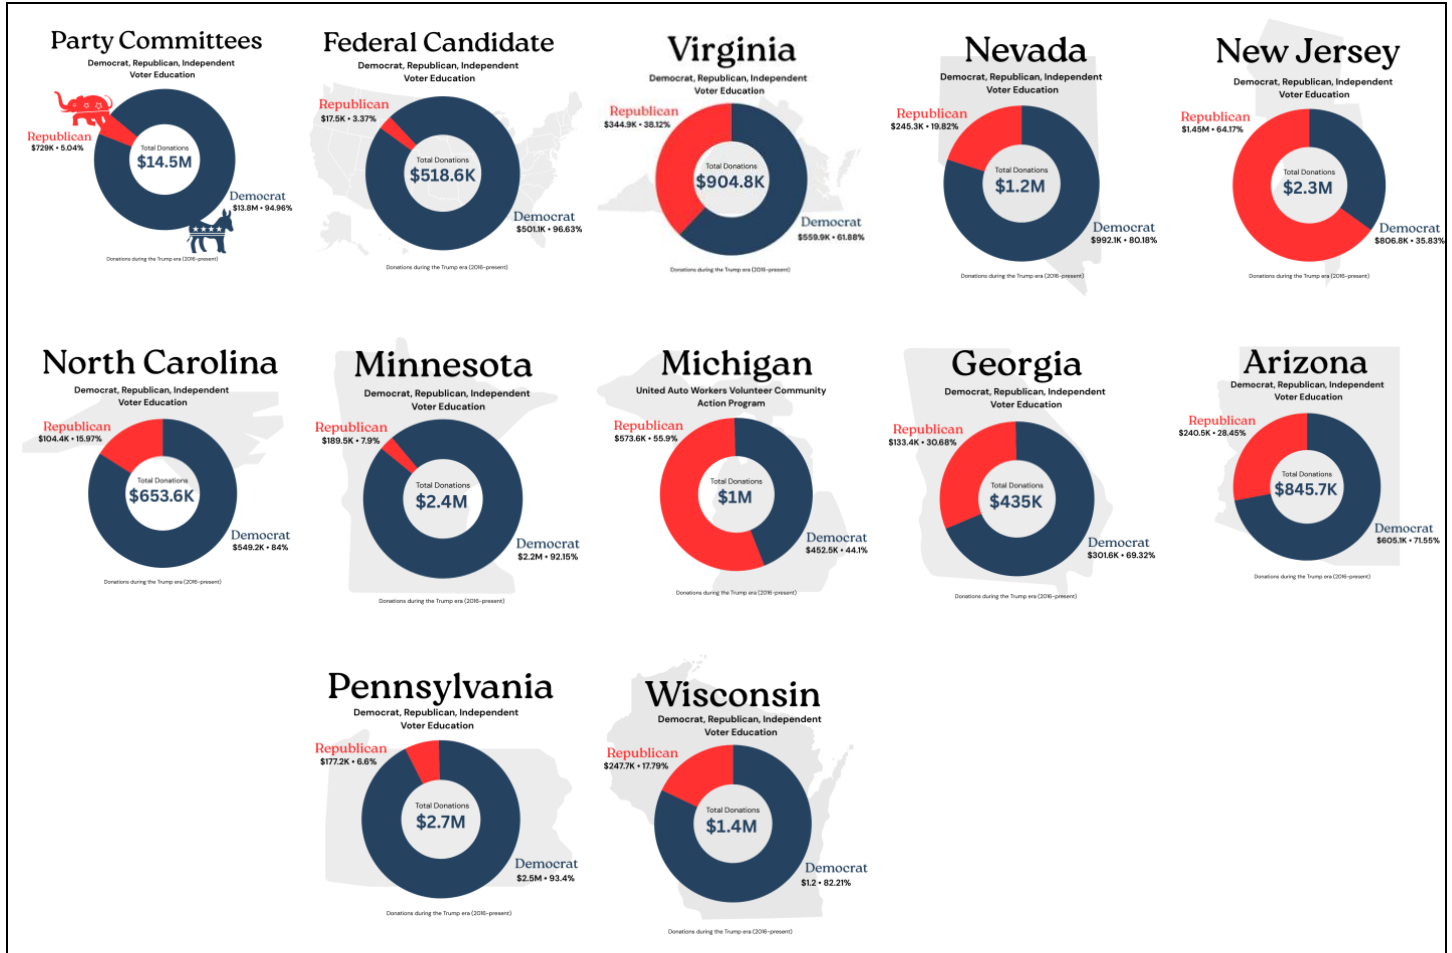 Party Committees
Democrat, Republican, Independent
Voter Education
Republican
$729K • 5.04%
Total Donations
$14.5M
Democrat
$13.8M • 94.96%
Donations during the Trump era (2016-present)
Federal Candidate
Democrat, Republican, Independent
Voter Education
Republican
$17.5K • 3.37%
Total Donations
$518.6K
Democrat
$501.1K • 96.63%
Donations during the Trump era (2016-present)
Virginia
Democrat, Republican, Independent
Voter Education
Republican
$344.9K • 38.12%
Total Donations
$904.8K
Democrat
$559.9K • 61.88%
Donations during the Trump era (2016-present)
Nevada
Democrat, Republican, Independent
Voter Education
Republican
$245.3K • 19.82%
Total Donations
$1.2M
Democrat
$992.1K • 80.18%
Donations during the Trump era (2016-present)
New Jersey
Democrat, Republican, Independent
Voter Education
Republican
$1.45M • 64.17%
Total Donations
$2.3M
Democrat
$806.8K • 35.83%
Donations during the Trump era (2016-present)
North Carolina
Democrat, Republican, Independent
Voter Education
Republican
$104.4K • 15.97%
Total Donations
$653.6K
Democrat
$549.2K • 84%
Donations during the Trump era (2016-present)
Minnesota
Democrat, Republican, Independent
Voter Education
Republican
$189.5K • 7.9%
Total Donations
$2.4M
Democrat
$2.2M • 92.15%
Donations during the Trump era (2016-present)
Michigan
United Auto Workers Volunteer Community
Action Program
Republican
$573.6K • 55.9%
Total Donations
$1M
Democrat
$452.5K • 44.1%
Donations during the Trump era (2016-present)
Georgia
Democrat, Republican, Independent
Voter Education
Republican
$133.4K • 30.68%
Total Donations
$435K
Democrat
$301.6K • 69.32%
Donations during the Trump era (2016-present)
Arizona
Democrat, Republican, Independent
Voter Education
Republican
$240.5K • 28.45%
Total Donations
$845.7K
Democrat
$605.1K • 71.55%
Donations during the Trump era (2016-present)
Pennsylvania
Democrat, Republican, Independent
Voter Education
Republican
$177.2K • 6.6%
Total Donations
$2.7M
Democrat
$2.5M • 93.4%
Donations during the Trump era (2016-present)
Wisconsin
Democrat, Republican, Independent
Voter Education
Republican
$247.7K • 17.79%
Total Donations
$1.4M
Democrat
$1.2 • 82.21%
Donations during the Trump era (2016-present)